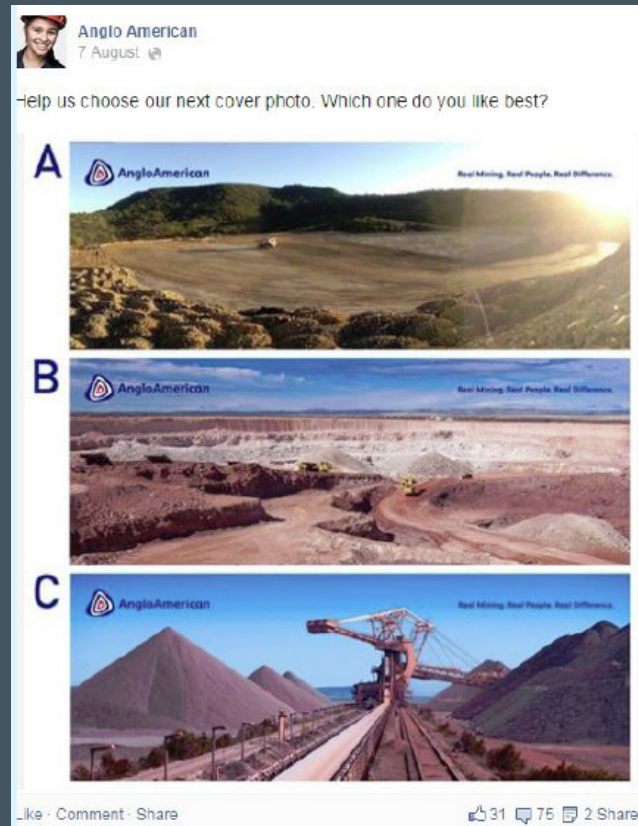 Anglo American
7 August
Help us choose our next cover photo. Which one do you like best?
A
AngloAmerican
Real Mining. Real People. Real Difference.
B
AngloAmerican
Real Mining. Real People. Real Difference.
C
AngloAmerican
Real Mining. Real People. Real Difference.
Like · Comment · Share 31 75 2 Share